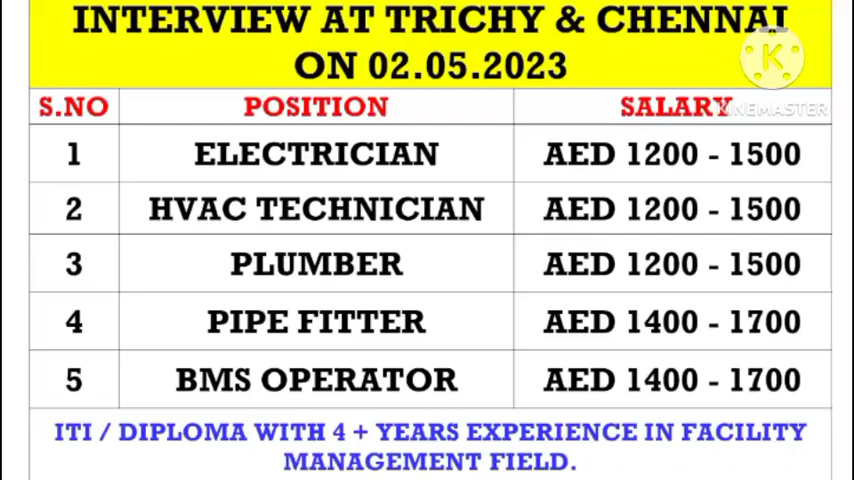 INTERVIEW AT TRICHY & CHENNAI
ON 02.05.2023
S.NO POSITION SALARY
KINEMASTER
1 ELECTRICIAN AED 1200 - 1500
2 HVAC TECHNICIAN AED 1200 - 1500
3 PLUMBER AED 1200 - 1500
4 PIPE FITTER AED 1400 - 1700
5 BMS OPERATOR AED 1400 - 1700
ITI / DIPLOMA WITH 4 + YEARS EXPERIENCE IN FACILITY
MANAGEMENT FIELD.